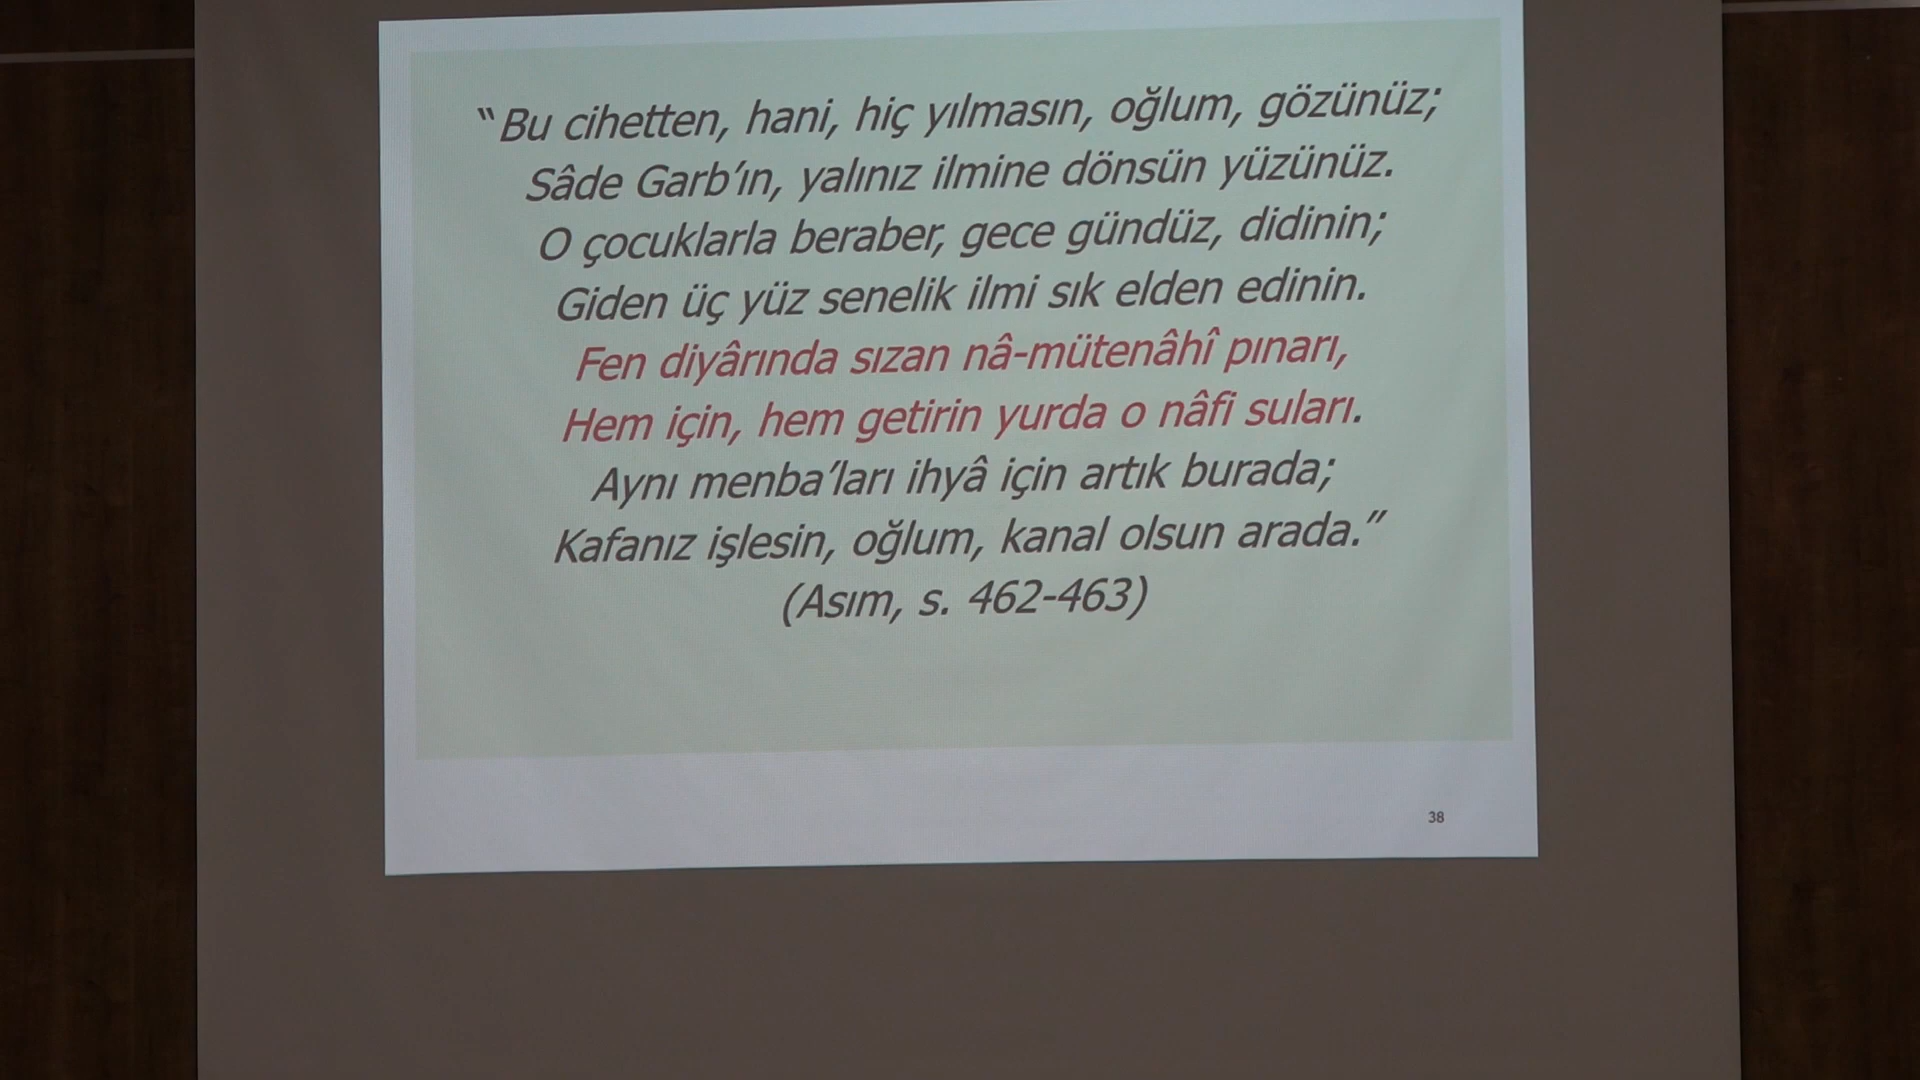 “Bu cihetten, hani, hiç yılmasın, oğlum, gözünüz;
Sâde Garb’ın, yalınız ilmine dönsün yüzünüz.
O çocuklarla beraber, gece gündüz, didinin;
Giden üç yüz senelik ilmi sık elden edinin.
Fen diyârında sızan nâ-mütenâhî pınarı,
Hem için, hem getirin yurda o nâfi suları.
Aynı menba’ları ihyâ için artık burada;
Kafanız işlesin, oğlum, kanal olsun arada.”
(Asım, s. 462-463)
38